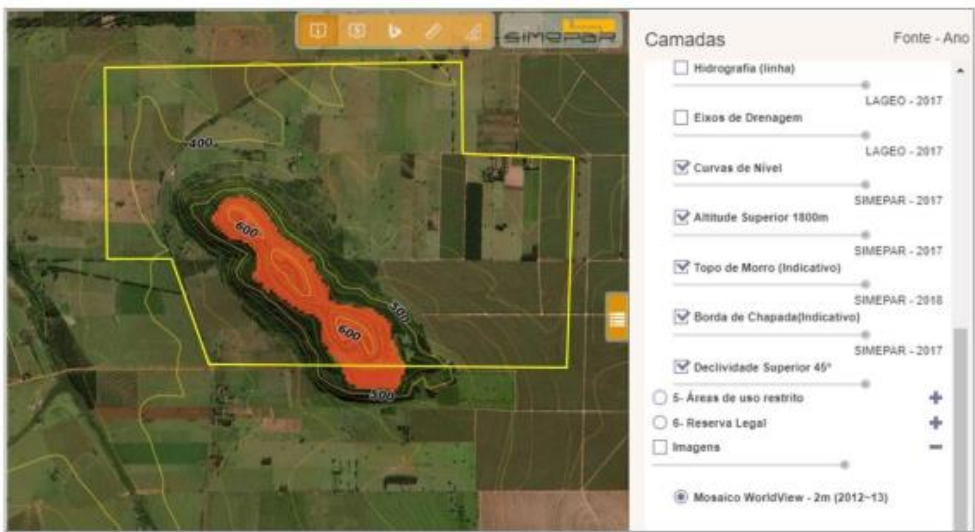 SIMEPAR
400
600
500
600
500
Camadas Fonte - Ano
Hidrografia (linha)
LAGEO - 2017
Eixos de Drenagem
LAGEO - 2017
Curvas de Nível
SIMEPAR - 2017
Altitude Superior 1800m
SIMEPAR - 2017
Topo de Morro (Indicativo)
SIMEPAR - 2018
Borda de Chapada(Indicativo)
SIMEPAR - 2017
Declividade Superior 45º
5- Áreas de uso restrito
6- Reserva Legal
Imagens
Mosaico WorldView - 2m (2012~13)